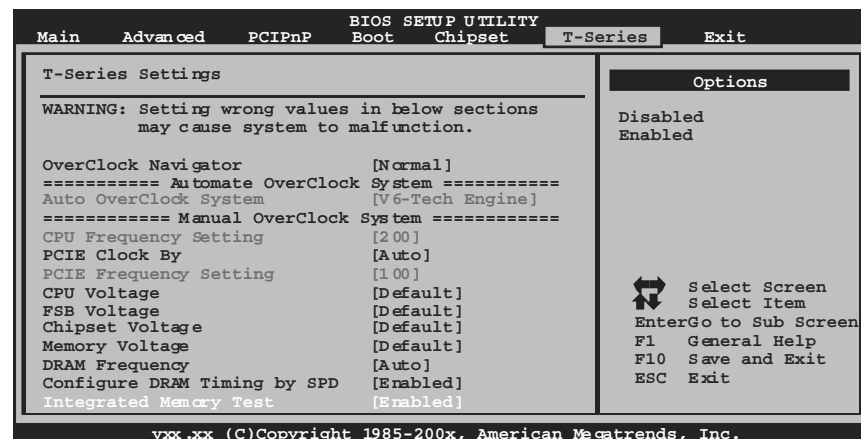 BIOS SETUP UTILITY
Main Advanced PCIPnP Boot Chipset T-Series Exit
T-Series Settings
WARNING: Setting wrong values in below sections
may cause system to malfunction.
OverClock Navigator [Normal]
=========== Automate OverClock System ===========
Auto OverClock System [V6-Tech Engine]
============ Manual OverClock System ============
CPU Frequency Setting [200]
PCIE Clock By [Auto]
PCIE Frequency Setting [100]
CPU Voltage [Default]
FSB Voltage [Default]
Chipset Voltage [Default]
Memory Voltage [Default]
DRAM Frequency [Auto]
Configure DRAM Timing by SPD [Enabled]
Integrated Memory Test [Enabled]
Options
Disabled
Enabled
Select Screen
Select Item
EnterGo to Sub Screen
F1 General Help
F10 Save and Exit
ESC Exit
vxx.xx (C)Copyright 1985-200x, American Megatrends, Inc.